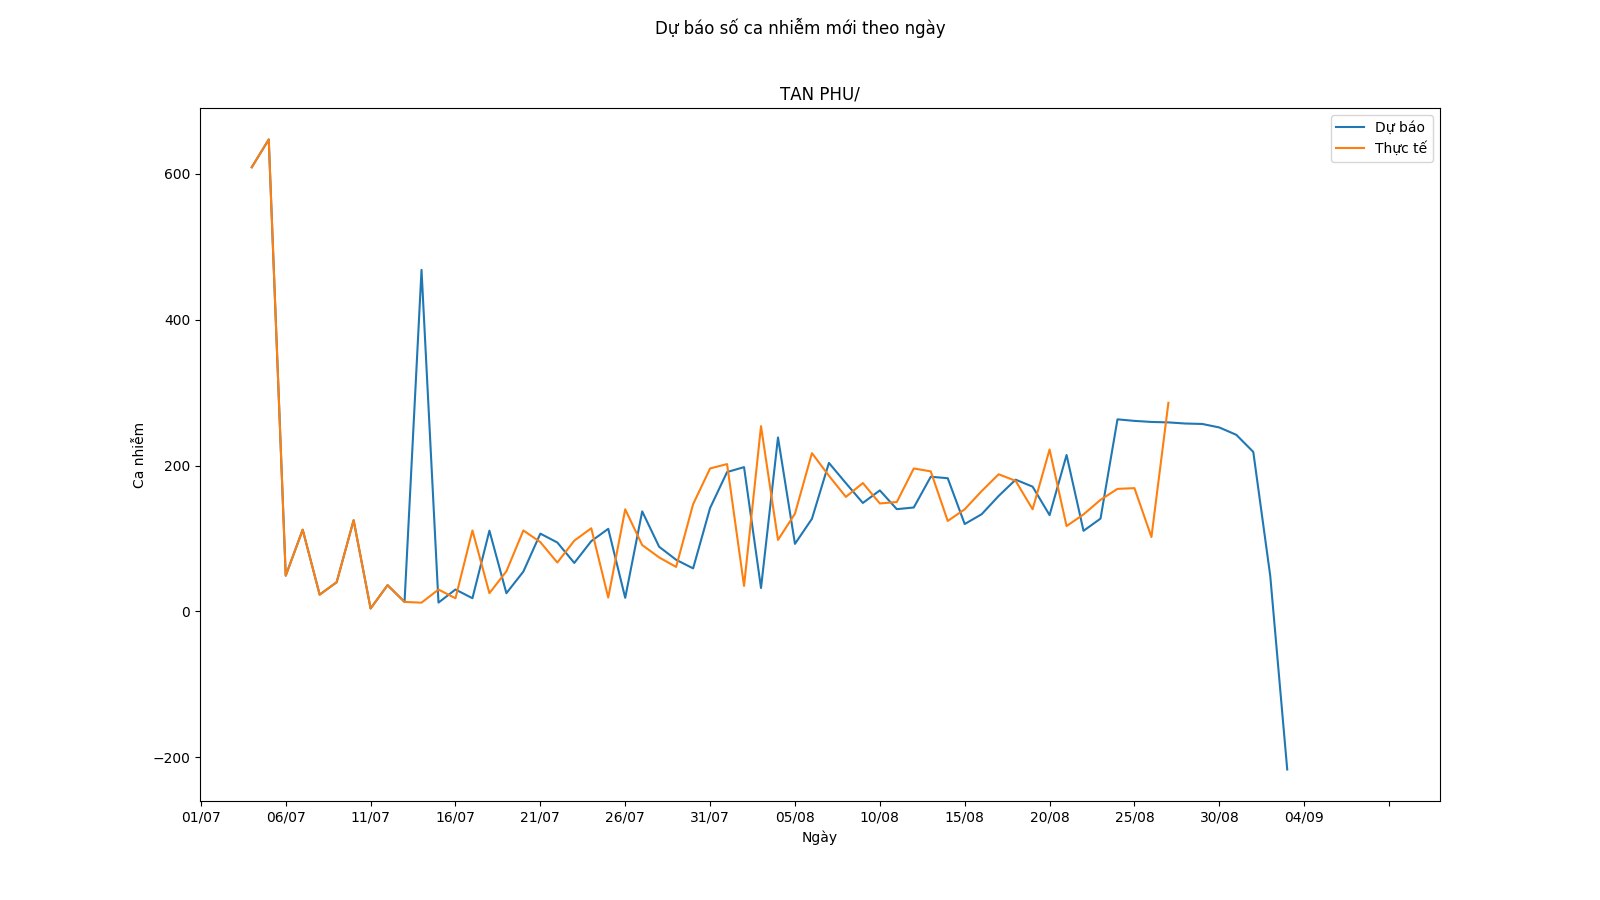 Dự báo số ca nhiễm mới theo ngày
TAN PHU/
Dự báo
Thực tế
600
400
200
0
−200
Ca nhiễm
01/07 06/07 11/07 16/07 21/07 26/07 31/07 05/08 10/08 15/08 20/08 25/08 30/08 04/09
Ngày